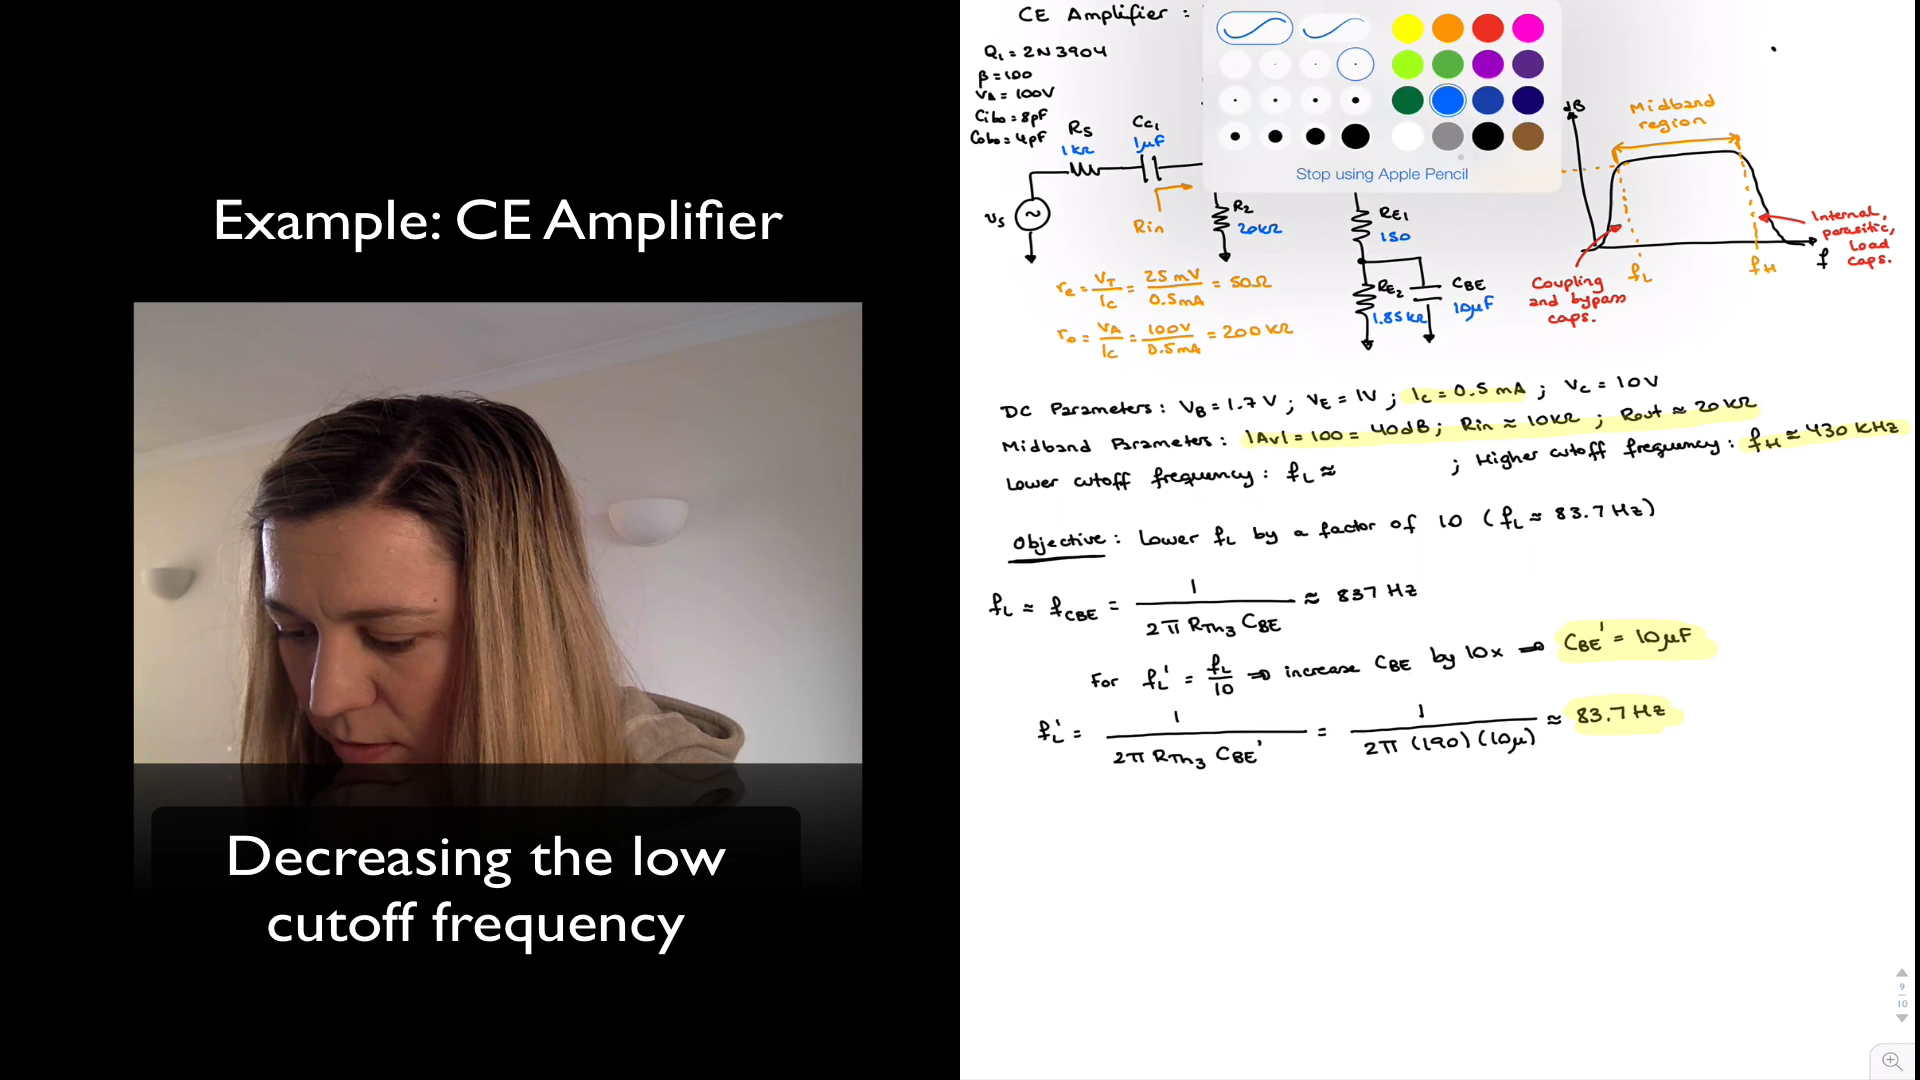 Example: CE Amplifier
Decreasing the low
cutoff frequency
CE Amplifier :
Q₁ = 2N3904
β = 100
VA = 100V
Cibo = 8pF
Cobo = 4pF
Rs
1kΩ
Cc₁
1μF
vs
Rin
R₂
20kΩ
RE₁
150
RE₂
1.85kΩ
CBE
10μF
re = VT/Ic = 25 mV/0.5mA = 50Ω
ro = VA/Ic = 100V/0.5mA = 200kΩ
Stop using Apple Pencil
dB
Midband
region
Internal,
parasitic,
Load
caps.
f
fL
fH
Coupling
and bypass
caps.
DC Parameters: VB = 1.7V ; VE = 1V ; Ic = 0.5 mA ; Vc = 10V
Midband Parameters: |Av| = 100 = 40dB ; Rin ≈ 10kΩ ; Rout ≈ 20kΩ
Lower cutoff frequency: fL ≈ ; Higher cutoff frequency: fH ≈ 430 kHz
Objective: Lower fL by a factor of 10 (fL ≈ 83.7 Hz)
fL ≈ fCBE = 1/(2π RTh₃ CBE) ≈ 837 Hz
For fL' = fL/10 ⇒ increase CBE by 10x ⇒ CBE' = 10μF
fL' = 1/(2π RTh₃ CBE') = 1/(2π (190)(10μ)) ≈ 83.7 Hz
9
10